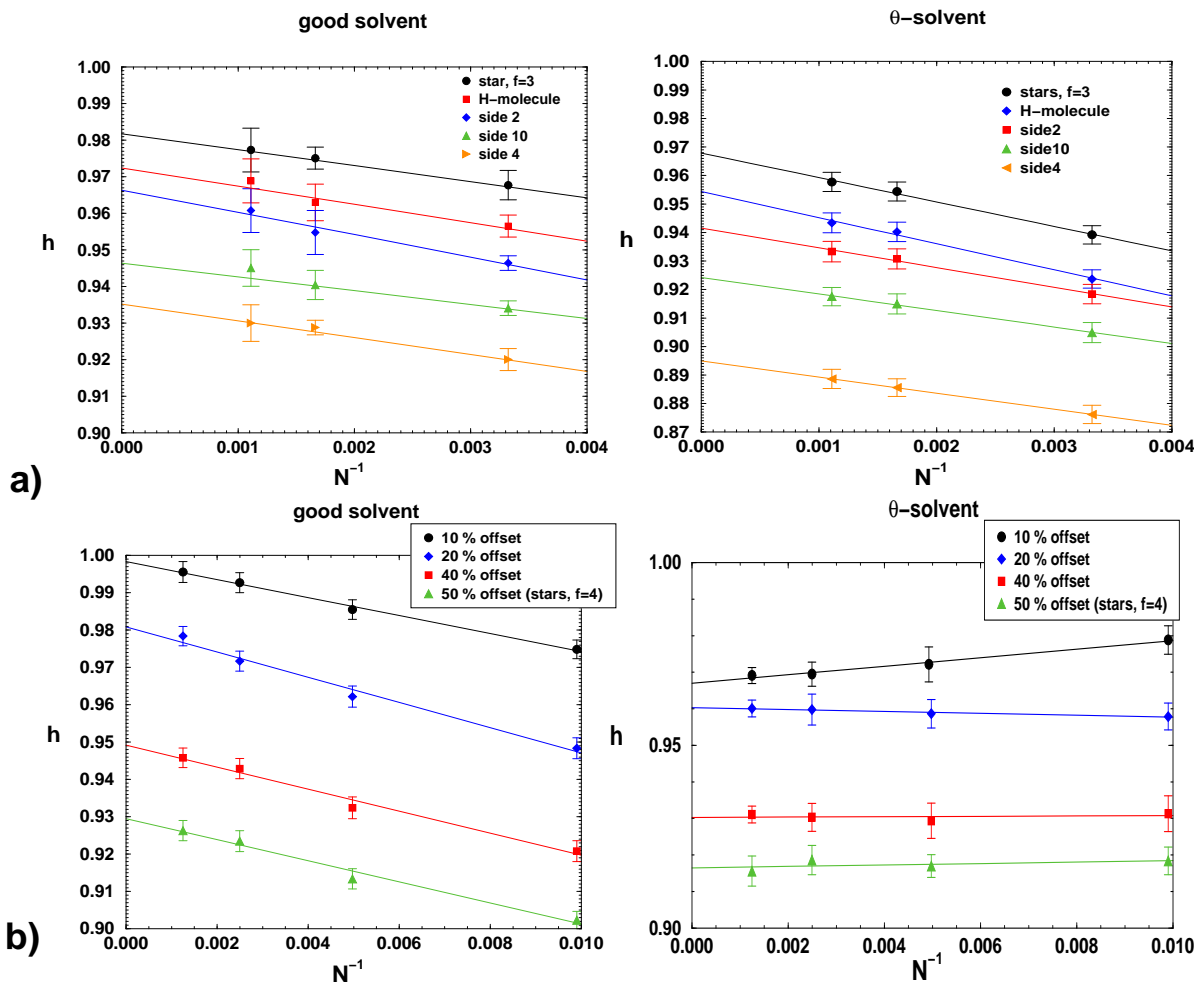 good solvent
1.00
0.99
0.98
0.97
0.96
0.95
0.94
0.93
0.92
0.91
0.90
h
star, f=3
H−molecule
side 2
side 10
side 4
0.000 0.001 0.002 0.003 0.004
N−1
θ−solvent
1.00
0.99
0.98
0.97
0.96
0.95
0.94
0.93
0.92
0.91
0.90
0.89
0.88
0.87
h
stars, f=3
H−molecule
side2
side10
side4
0.000 0.001 0.002 0.003 0.004
N−1
a)
good solvent
10 % offset
20 % offset
40 % offset
50 % offset (stars, f=4)
1.00
0.99
0.98
0.97
0.96
0.95
0.94
0.93
0.92
0.91
0.90
h
0.000 0.002 0.004 0.006 0.008 0.010
N−1
θ−solvent
10 % offset
20 % offset
40 % offset
50 % offset (stars, f=4)
1.00
0.95
0.90
h
0.000 0.002 0.004 0.006 0.008 0.010
N−1
b)